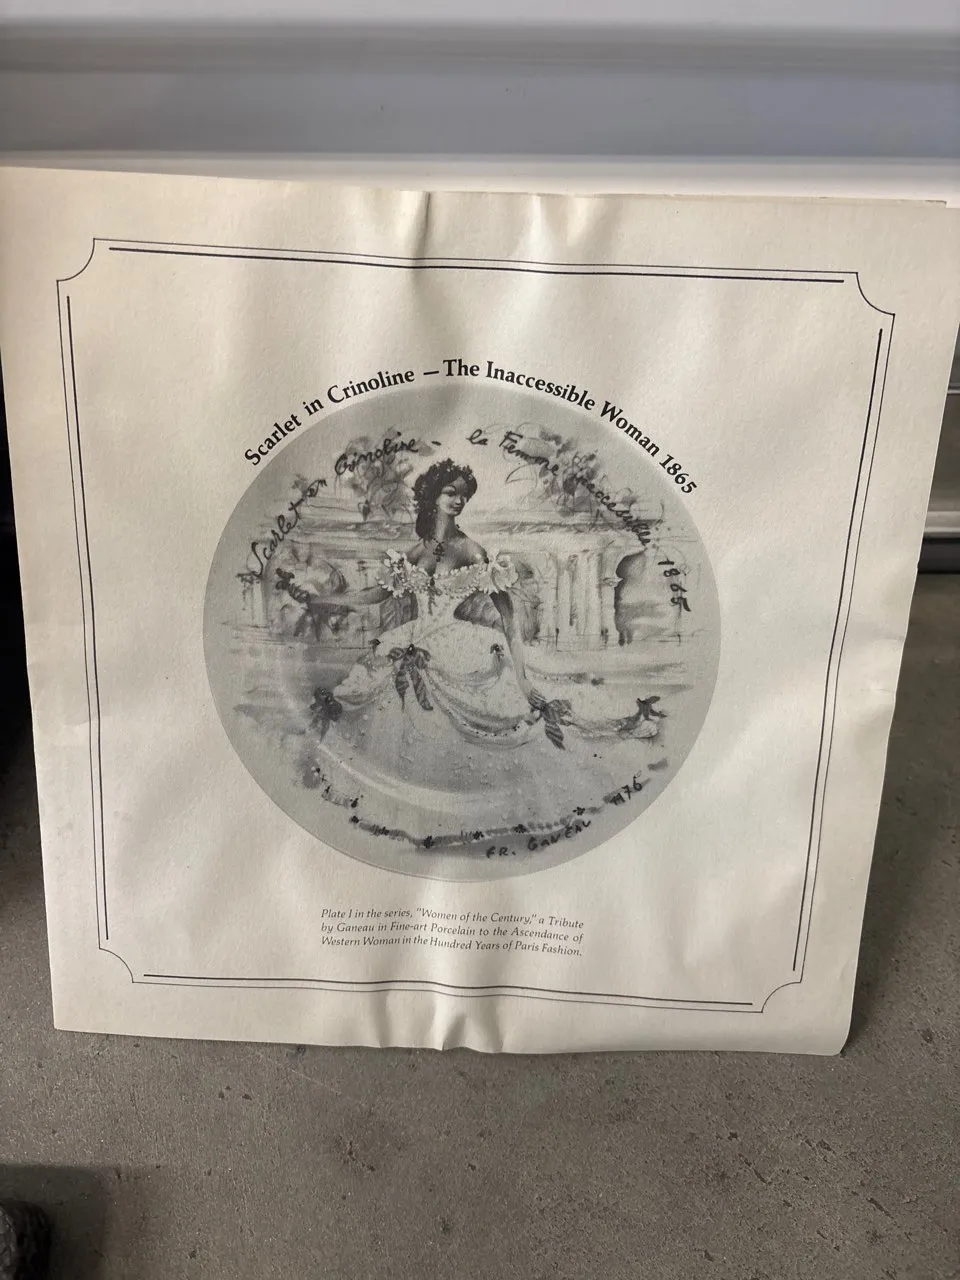 Scarlet in Crinoline – The Inaccessible Woman 1865
Scarlet en Crinoline - la Femme inaccessible 1865
FR. GANEAU 1976
Plate I in the series, "Women of the Century," a Tribute
by Ganeau in Fine-art Porcelain to the Ascendance of
Western Woman in the Hundred Years of Paris Fashion.